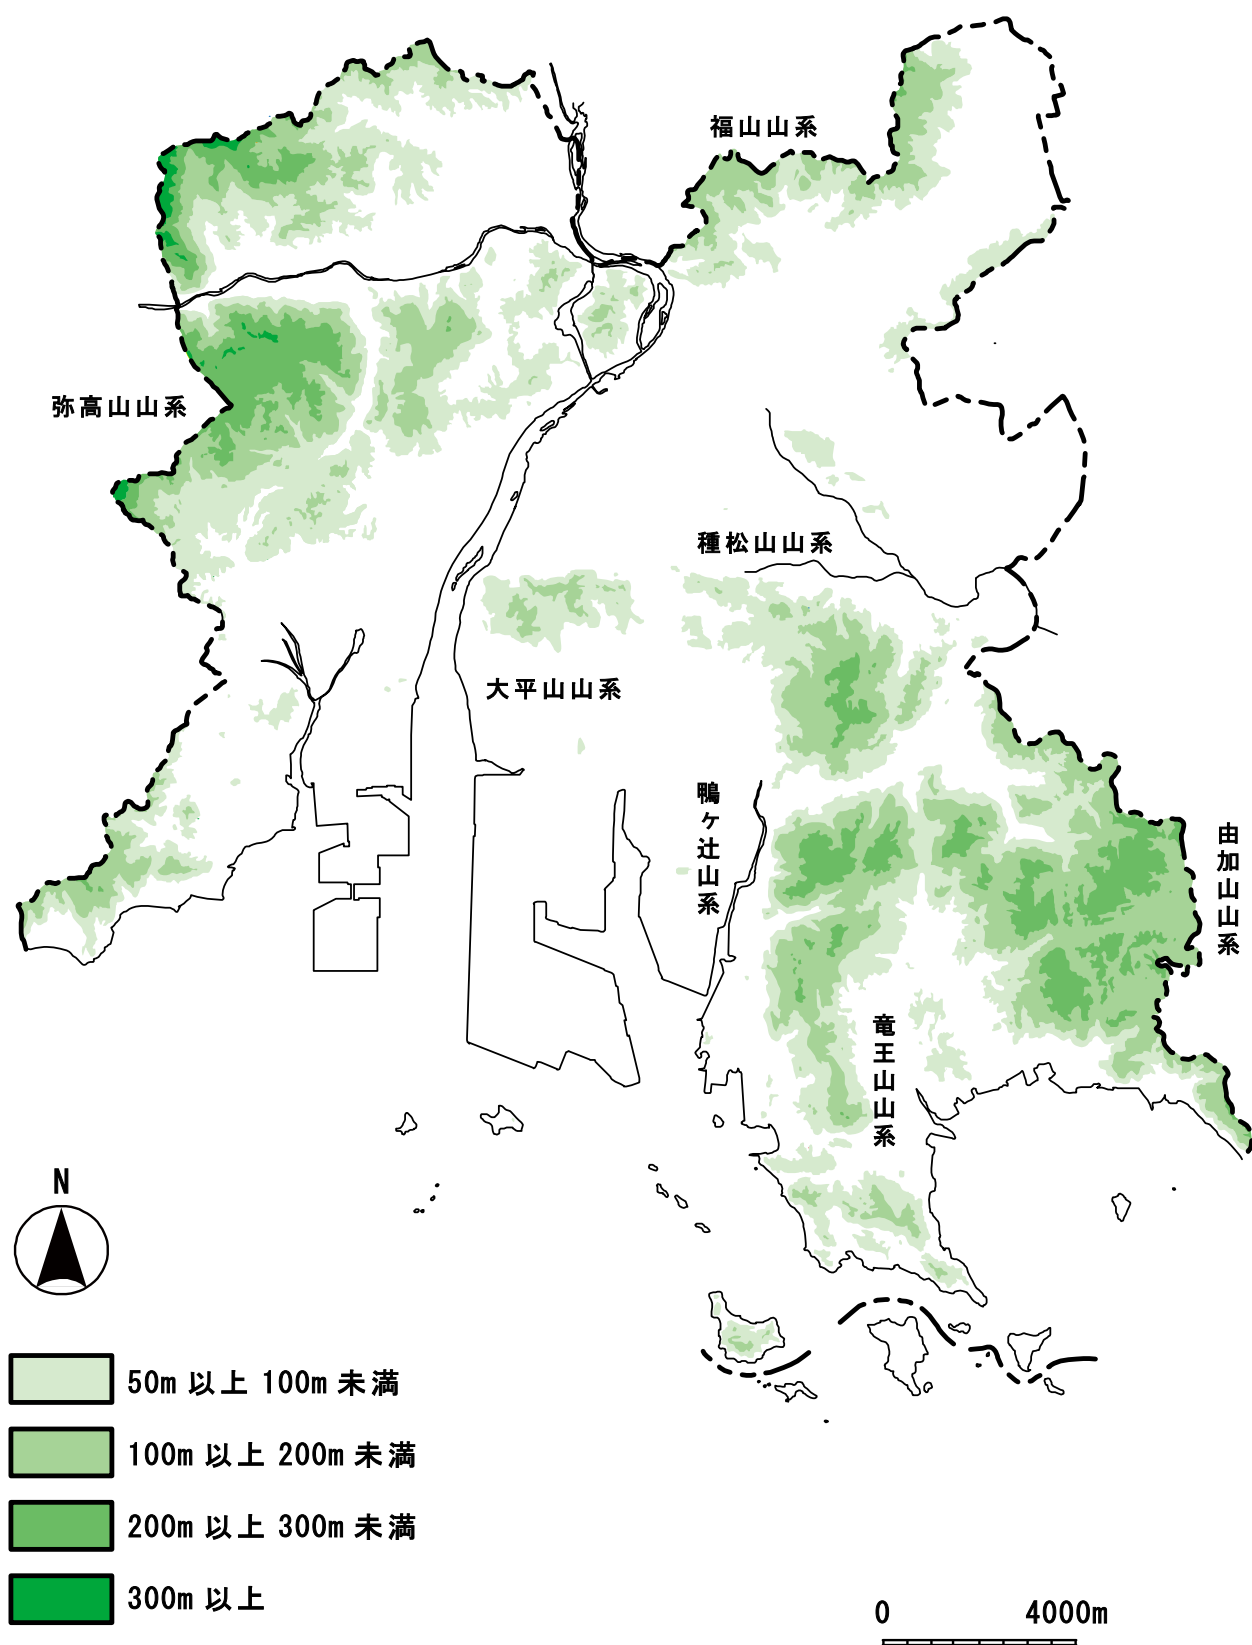 福山山系
弥高山山系
種松山山系
大平山山系
鴨ヶ辻山系
由加山山系
竜王山山系
N
50m 以上 100m 未満
100m 以上 200m 未満
200m 以上 300m 未満
300m 以上
0 4000m